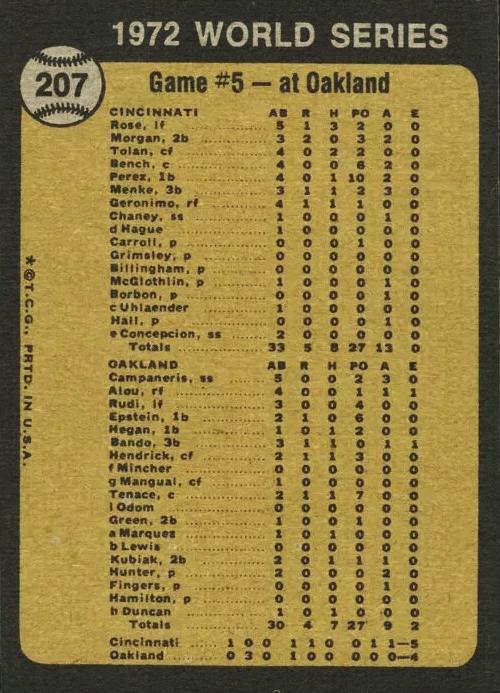 1972 WORLD SERIES
207
Game #5 — at Oakland
CINCINNATI AB R H PO A E
Rose, lf 5 1 3 2 0 0
Morgan, 2b 3 2 0 3 2 0
Tolan, cf 4 0 2 2 0 0
Bench, c 4 0 0 6 2 0
Perez, 1b 4 0 1 10 2 0
Menke, 3b 3 1 1 2 3 0
Geronimo, rf 4 1 1 1 0 0
Chaney, ss 1 0 0 0 1 0
d Hague 1 0 0 0 0 0
Carroll, p 0 0 0 1 0 0
Grimsley, p 0 0 0 0 0 0
Billingham, p 0 0 0 0 0 0
McGlothlin, p 1 0 0 0 1 0
Borbon, p 0 0 0 0 1 0
c Uhlaender 1 0 0 0 0 0
Hall, p 0 0 0 0 1 0
e Concepcion, ss 2 0 0 0 0 0
Totals 33 5 8 27 13 0
OAKLAND AB R H PO A E
Campaneris, ss 5 0 0 2 3 0
Alou, rf 4 0 0 1 1 1
Rudi, lf 3 0 0 4 0 0
Epstein, 1b 2 1 0 6 0 0
Hegan, 1b 1 0 1 2 0 0
Bando, 3b 3 1 1 0 1 1
Hendrick, cf 2 1 1 3 0 0
f Mincher 0 0 0 0 0 0
g Mangual, cf 1 0 0 0 0 0
Tenace, c 2 1 1 7 0 0
i Odom 0 0 0 0 0 0
Green, 2b 1 0 0 1 0 0
a Marquez 1 0 1 0 0 0
b Lewis 0 0 0 0 0 0
Kubiak, 2b 2 0 1 1 1 0
Hunter, p 2 0 0 0 2 0
Fingers, p 0 0 0 0 1 0
Hamilton, p 0 0 0 0 0 0
h Duncan 1 0 1 0 0 0
Totals 30 4 7 27 9 2
Cincinnati 1 0 0 1 1 0 0 1 1—5
Oakland 0 3 0 1 0 0 0 0 0—4
*©T.C.G., PRTD. IN U.S.A.